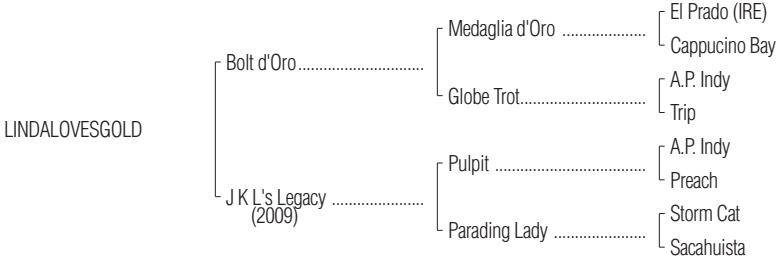 El Prado (IRE)
Medaglia d'Oro ....................
Cappucino Bay
Bolt d'Oro..............................
A.P. Indy
Globe Trot..............................
Trip
LINDALOVESGOLD
A.P. Indy
Pulpit ....................................
Preach
J K L's Legacy ......................
(2009)
Storm Cat
Parading Lady ......................
Sacahuista